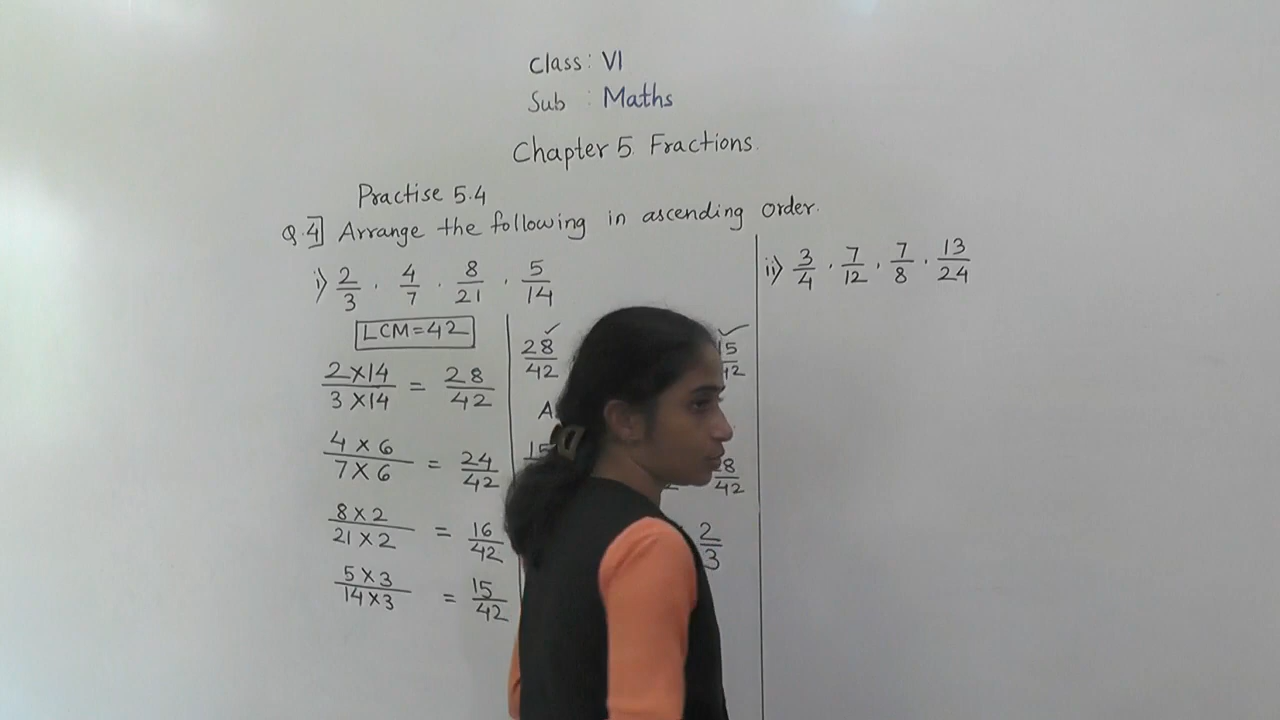 Class: VI
Sub : Maths
Chapter 5. Fractions.
Practise 5.4
Q.4] Arrange the following in ascending order.
i) 2/3 . 4/7 . 8/21 . 5/14
LCM=42
2×14/3×14 = 28/42
4×6/7×6 = 24/42
8×2/21×2 = 16/42
5×3/14×3 = 15/42
28/42 ✓ 15/42 ✓
28/42
2/3
ii) 3/4 . 7/12 . 7/8 . 13/24